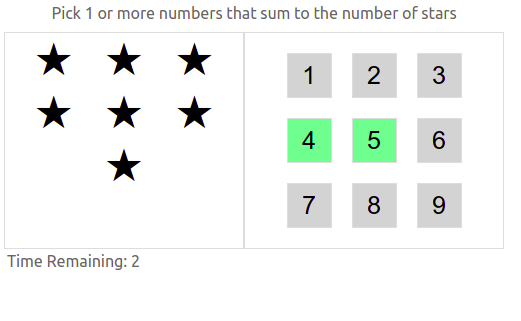 Pick 1 or more numbers that sum to the number of stars
1 2 3
4 5 6
7 8 9
Time Remaining: 2